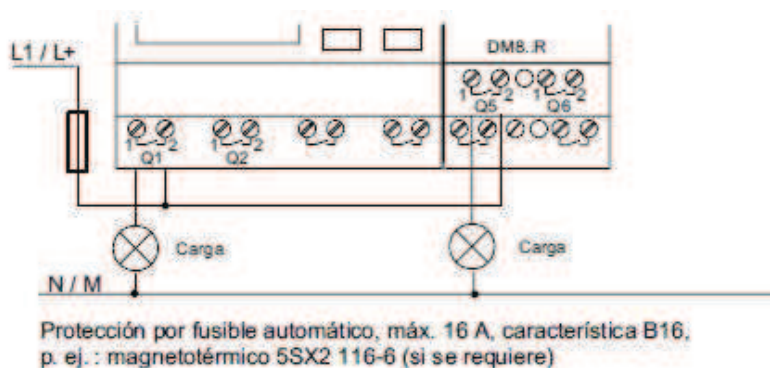 L1 / L+
DM8..R
1 2 1 2
Q5 Q6
1 2 1 2
Q1 Q2
Carga Carga
N / M
Protección por fusible automático, máx. 16 A, característica B16,
p. ej. : magnetotérmico 5SX2 116-6 (si se requiere)